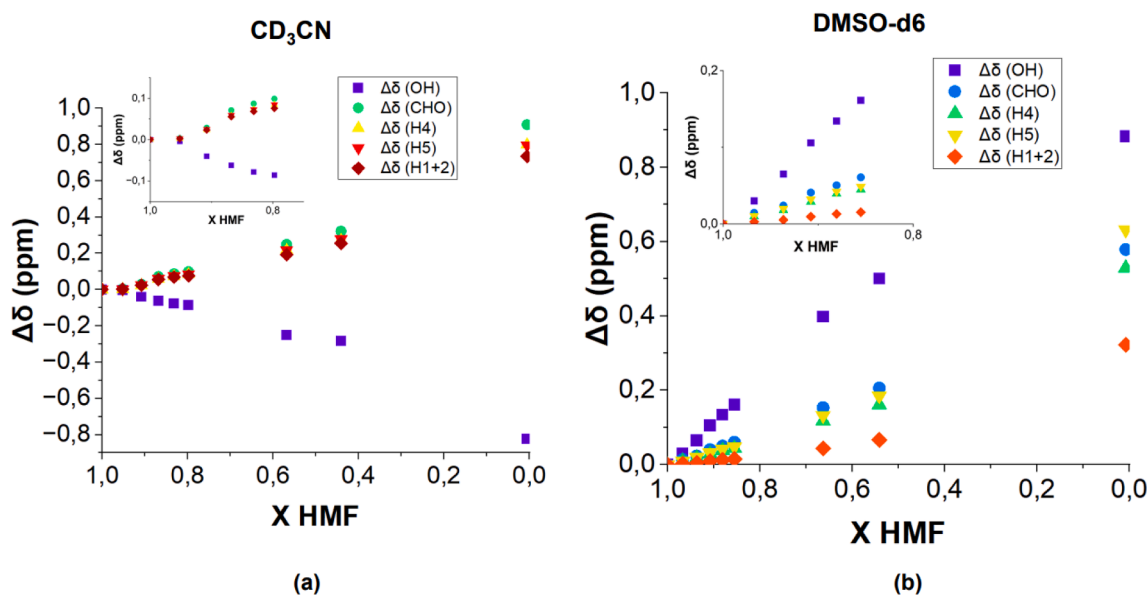 CD₃CN
Δδ (ppm)
0,1
0,0
−0,1
1,0 0,8
X HMF
Δδ (OH)
Δδ (CHO)
Δδ (H4)
Δδ (H5)
Δδ (H1+2)
Δδ (ppm)
1,0
0,8
0,6
0,4
0,2
0,0
−0,2
−0,4
−0,6
−0,8
1,0 0,8 0,6 0,4 0,2 0,0
X HMF
(a)
DMSO-d6
Δδ (ppm)
0,2
0,0
1,0 0,8
X HMF
Δδ (OH)
Δδ (CHO)
Δδ (H4)
Δδ (H5)
Δδ (H1+2)
Δδ (ppm)
1,0
0,8
0,6
0,4
0,2
0,0
1,0 0,8 0,6 0,4 0,2 0,0
X HMF
(b)